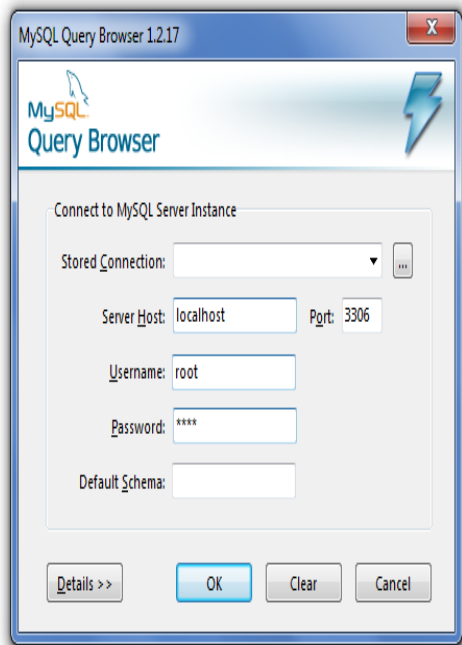 MySQL Query Browser 1.2.17
X
MySQL
Query Browser
Connect to MySQL Server Instance
Stored Connection:
...
Server Host: localhost Port: 3306
Username: root
Password: ****
Default Schema:
Details >> OK Clear Cancel